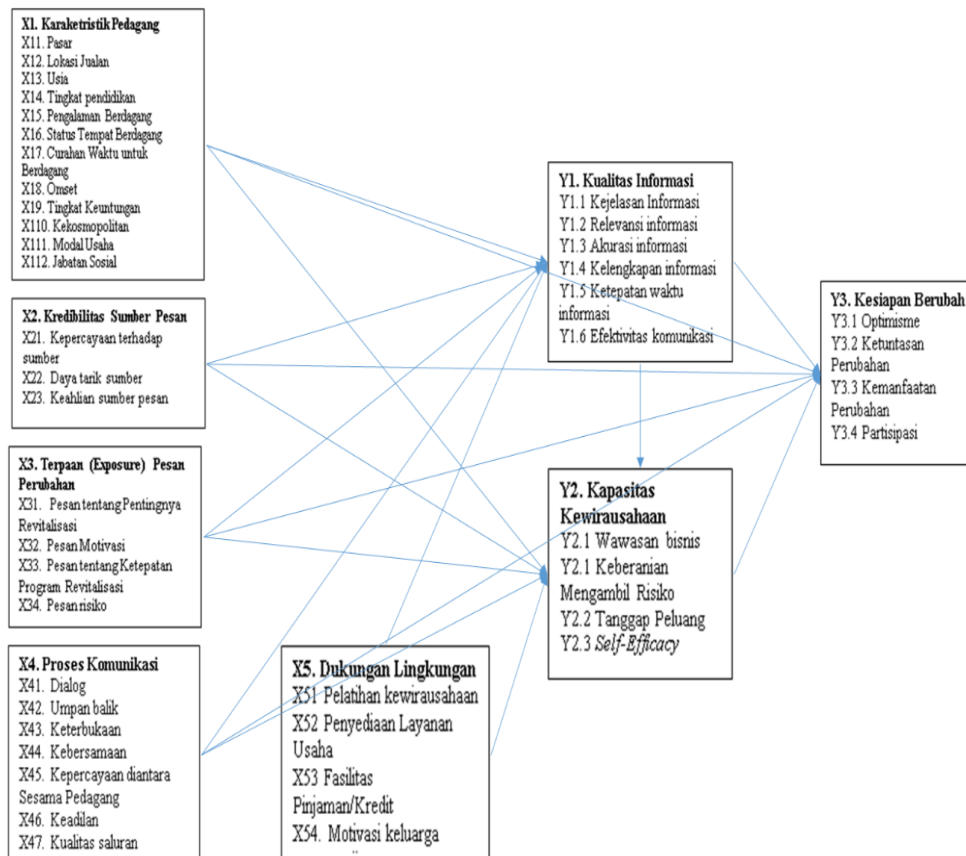 X1. Karaketristik Pedagang
X11. Pasar
X12. Lokasi Jualan
X13. Usia
X14. Tingkat pendidikan
X15. Pengalaman Berdagang
X16. Status Tempat Berdagang
X17. Curahan Waktu untuk
Berdagang
X18. Omset
X19. Tingkat Keuntungan
X110. Kekosmopolitan
X111. Modal Usaha
X112. Jabatan Sosial
X2. Kredibilitas Sumber Pesan
X21. Kepercayaan terhadap
sumber
X22. Daya tarik sumber
X23. Keahlian sumber pesan
X3. Terpaan (Exposure) Pesan
Perubahan
X31. Pesan tentang Pentingnya
Revitalisasi
X32. Pesan Motivasi
X33. Pesan tentang Ketepatan
Program Revitalisasi
X34. Pesan risiko
X4. Proses Komunikasi
X41. Dialog
X42. Umpan balik
X43. Keterbukaan
X44. Kebersamaan
X45. Kepercayaan diantara
Sesama Pedagang
X46. Keadilan
X47. Kualitas saluran
X5. Dukungan Lingkungan
X51 Pelatihan kewirausahaan
X52 Penyediaan Layanan
Usaha
X53 Fasilitas
Pinjaman/Kredit
X54. Motivasi keluarga
Y1. Kualitas Informasi
Y1.1 Kejelasan Informasi
Y1.2 Relevansi informasi
Y1.3 Akurasi informasi
Y1.4 Kelengkapan informasi
Y1.5 Ketepatan waktu
informasi
Y1.6 Efektivitas komunikasi
Y2. Kapasitas
Kewirausahaan
Y2.1 Wawasan bisnis
Y2.1 Keberanian
Mengambil Risiko
Y2.2 Tanggap Peluang
Y2.3 Self-Efficacy
Y3. Kesiapan Berubah
Y3.1 Optimisme
Y3.2 Ketuntasan
Perubahan
Y3.3 Kemanfaatan
Perubahan
Y3.4 Partisipasi